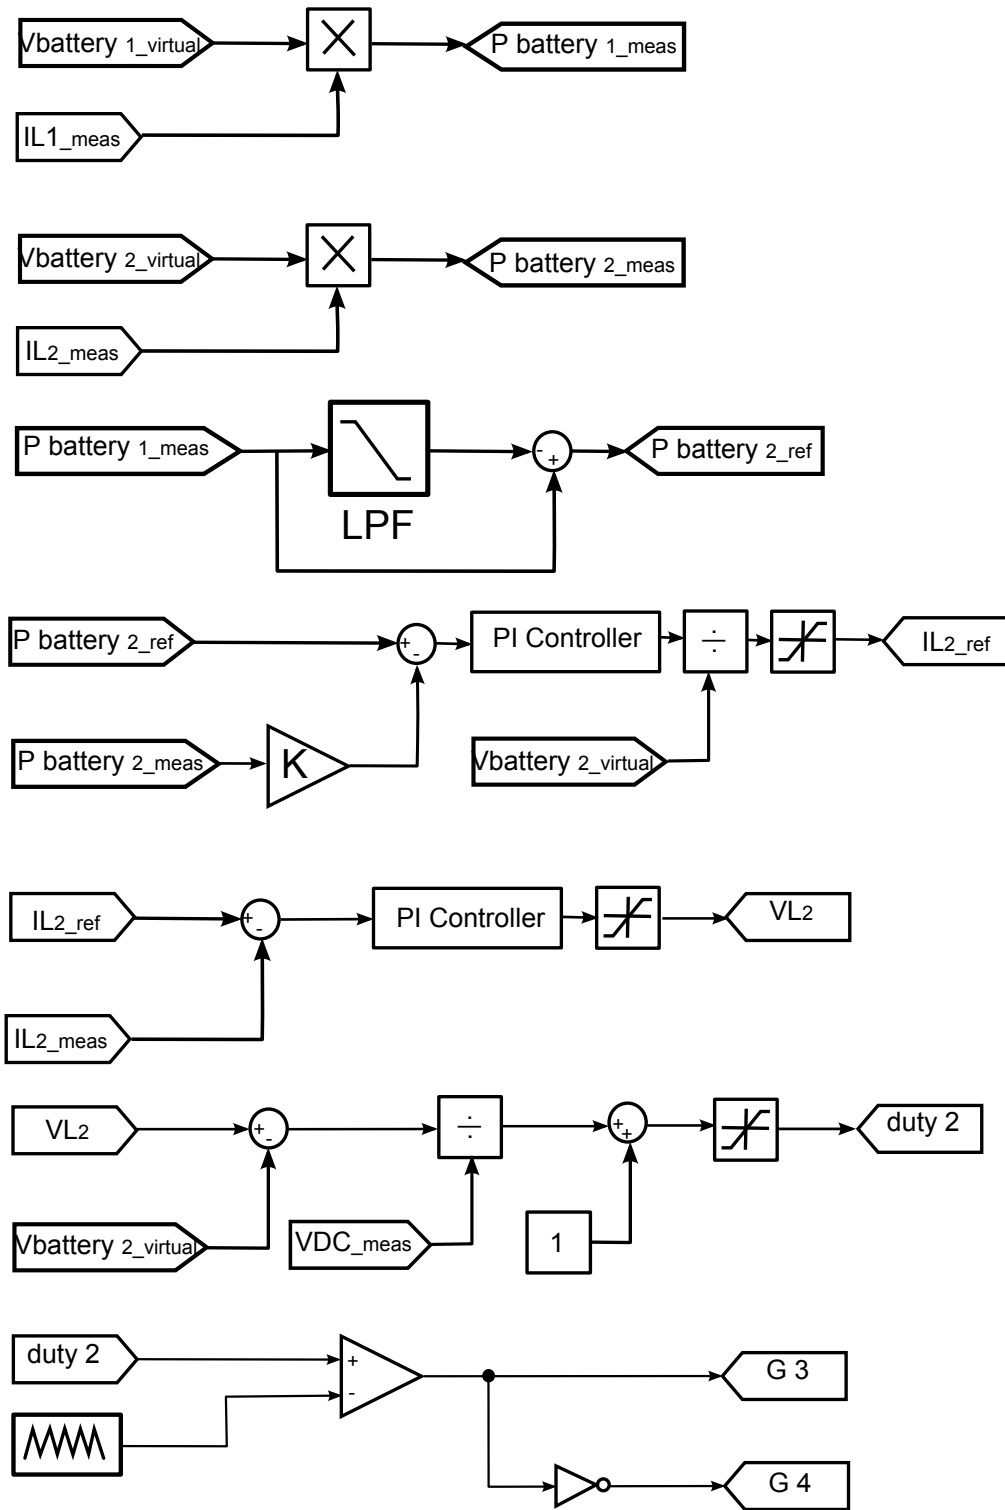 Vbattery 1_virtual
P battery 1_meas
IL1_meas
Vbattery 2_virtual
P battery 2_meas
IL2_meas
P battery 1_meas
- +
P battery 2_ref
LPF
P battery 2_ref
+ -
PI Controller
÷
IL2_ref
P battery 2_meas
K
Vbattery 2_virtual
IL2_ref
+ -
PI Controller
VL2
IL2_meas
VL2
+ -
÷
+ +
duty 2
Vbattery 2_virtual
VDC_meas
1
duty 2
+
-
G 3
G 4